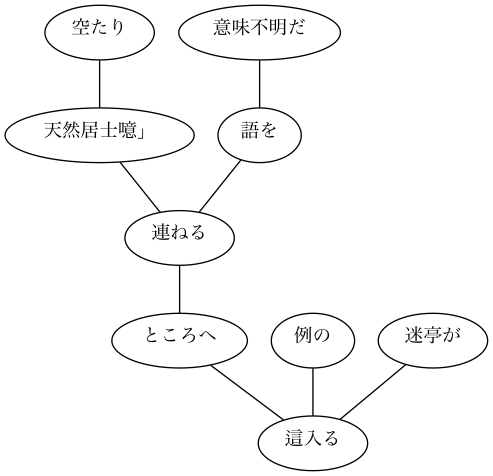 空たり
意味不明だ
天然居士噫」
語を
連ねる
ところへ
例の
迷亭が
這入る